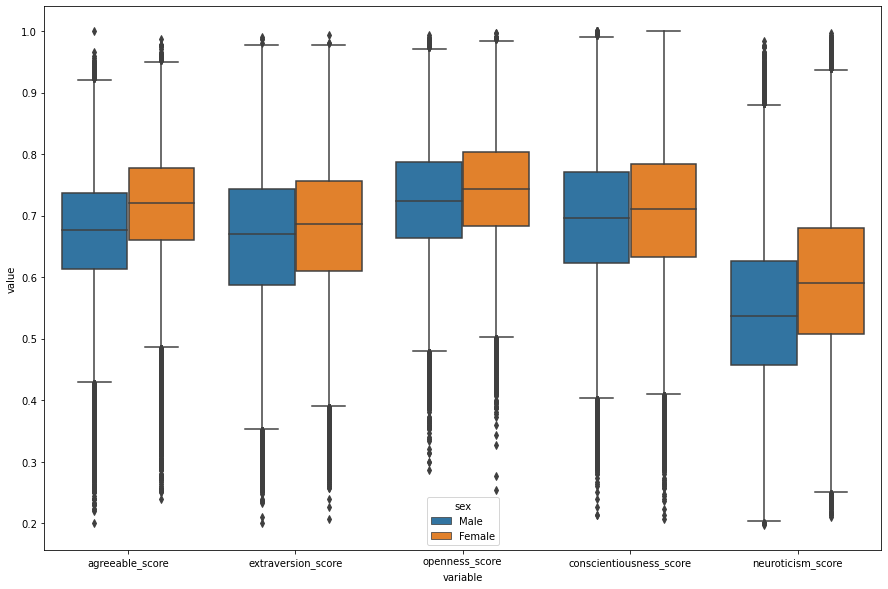 1.0
0.9
0.8
0.7
0.6
0.5
0.4
0.3
0.2
value
sex
Male
Female
agreeable_score
extraversion_score
openness_score
conscientiousness_score
neuroticism_score
variable